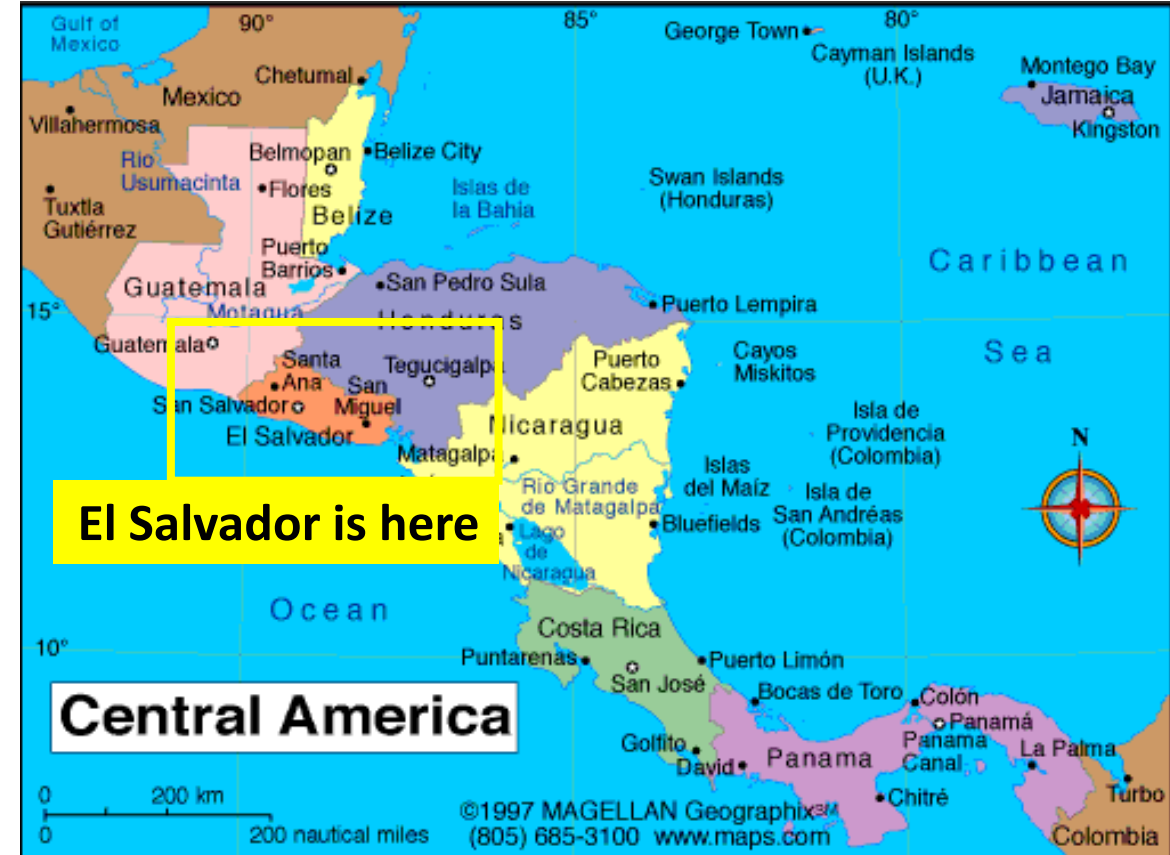 Gulf of
Mexico
90°
85°
80°
George Town
Cayman Islands
(U.K.)
Montego Bay
Jamaica
Kingston
Chetumal
Mexico
Villahermosa
Rio
Usumacinta
Belmopan
Belize City
Flores
Tuxtla
Gutiérrez
Belize
Islas de
la Bahia
Swan Islands
(Honduras)
Puerto
Barrios
San Pedro Sula
Caribbean
Sea
Guatemala
Motagua
15°
Honduras
Puerto Lempira
Guatemala
Santa
Ana
Tegucigalpa
San
Miguel
Puerto
Cabezas
Cayos
Miskitos
San Salvador
El Salvador
Nicaragua
Isla de
Providencia
(Colombia)
N
Matagalpa
Rio Grande
de Matagalpa
Islas
del Maíz
Isla de
San Andréas
(Colombia)
El Salvador is here
Bluefields
Lago
de
Nicaragua
Ocean
Costa Rica
10°
Puntarenas
Puerto Limón
San José
Bocas de Toro
Colón
Panamá
Central America
Golfito
David
Panama
Panama
Canal
La Palma
0
200 km
0
200 nautical miles
©1997 MAGELLAN Geographix℠
(805) 685-3100 www.maps.com
Chitré
Turbo
Colombia